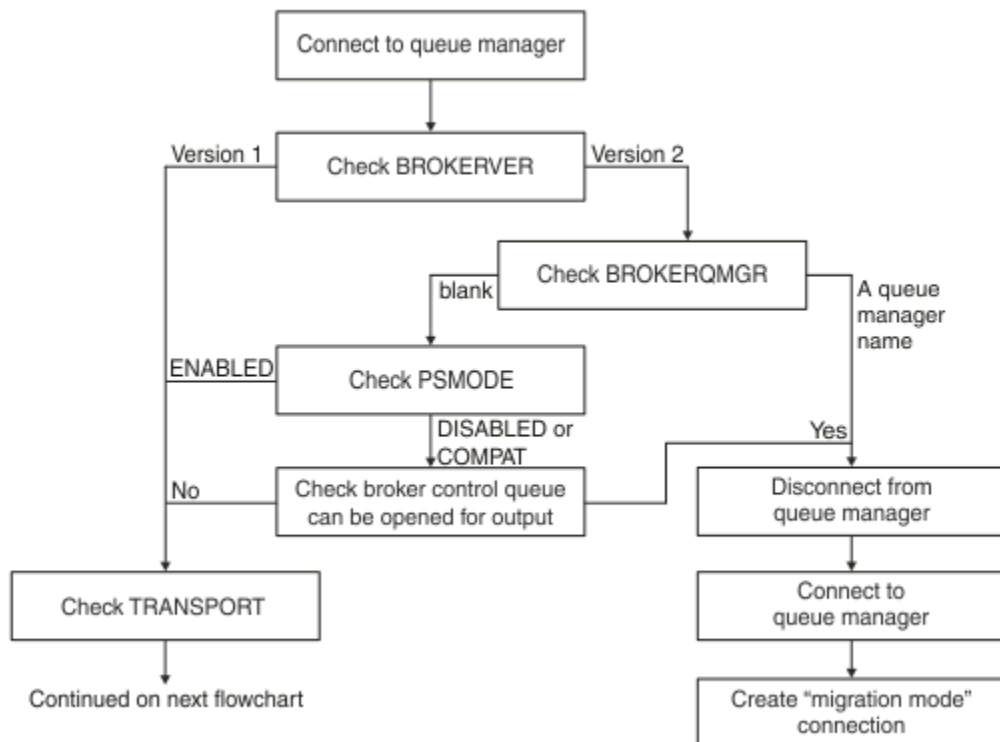 Connect to queue manager
Version 1
Check BROKERVER
Version 2
Check BROKERQMGR
blank
A queue
manager
name
ENABLED
Check PSMODE
DISABLED or
COMPAT
Yes
No
Check broker control queue
can be opened for output
Disconnect from
queue manager
Check TRANSPORT
Connect to
queue manager
Continued on next flowchart
Create “migration mode”
connection